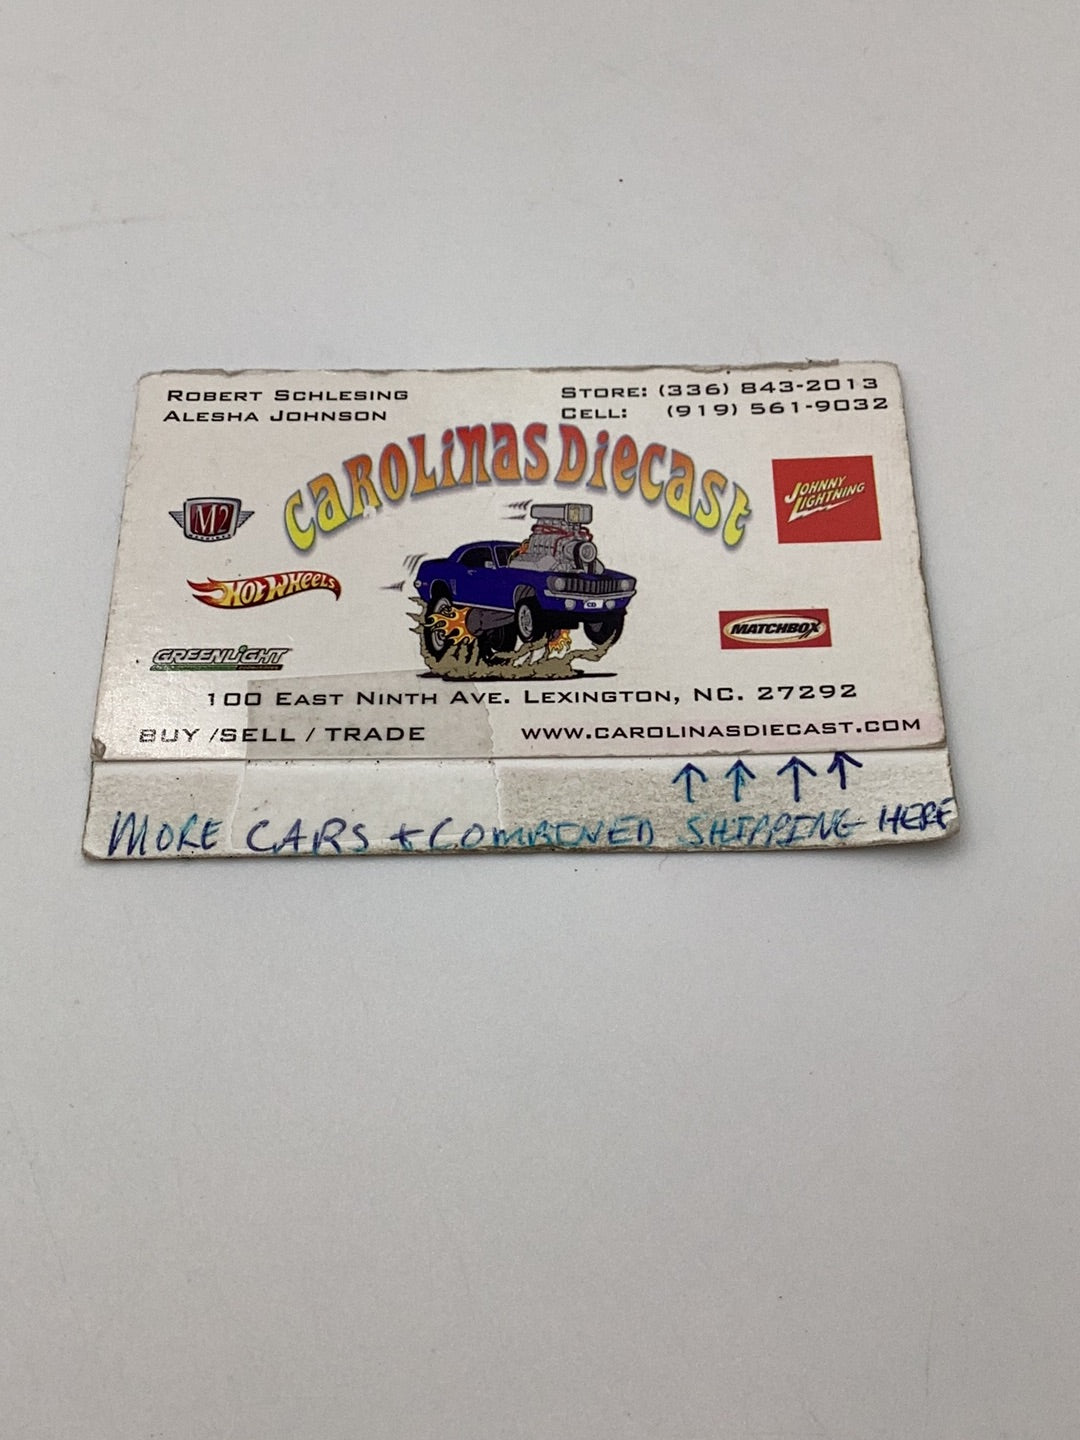 ROBERT SCHLESING
ALESHA JOHNSON
STORE: (336) 843-2013
CELL: (919) 561-9032
CAROLINAS DIECAST
M2
JOHNNY LIGHTNING
HOT WHEELS
CD
MATCHBOX
GREENLIGHT
100 EAST NINTH AVE. LEXINGTON, NC. 27292
BUY /SELL / TRADE
WWW.CAROLINASDIECAST.COM
MORE CARS + COMBINED SHIPPING HERE